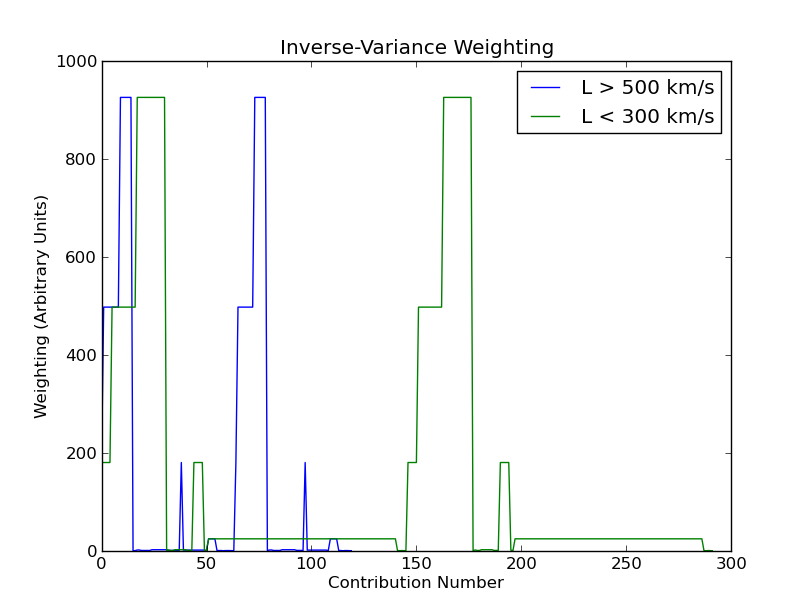 Inverse-Variance Weighting
L > 500 km/s
L < 300 km/s
1000
800
600
400
200
0
Weighting (Arbitrary Units)
0 50 100 150 200 250 300
Contribution Number